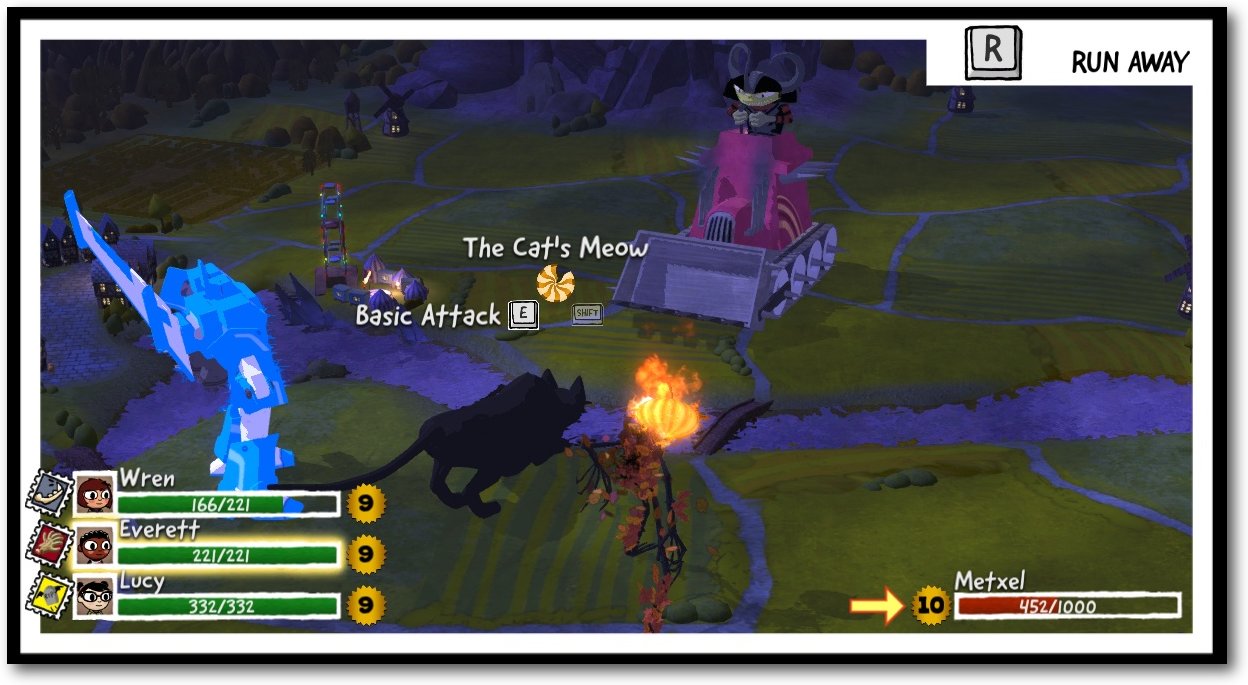 R RUN AWAY
The Cat's Meow
Basic Attack E SHIFT
Wren
166/221 9
Everett
221/221 9
Lucy
332/332 9
Metxel
10 452/1000